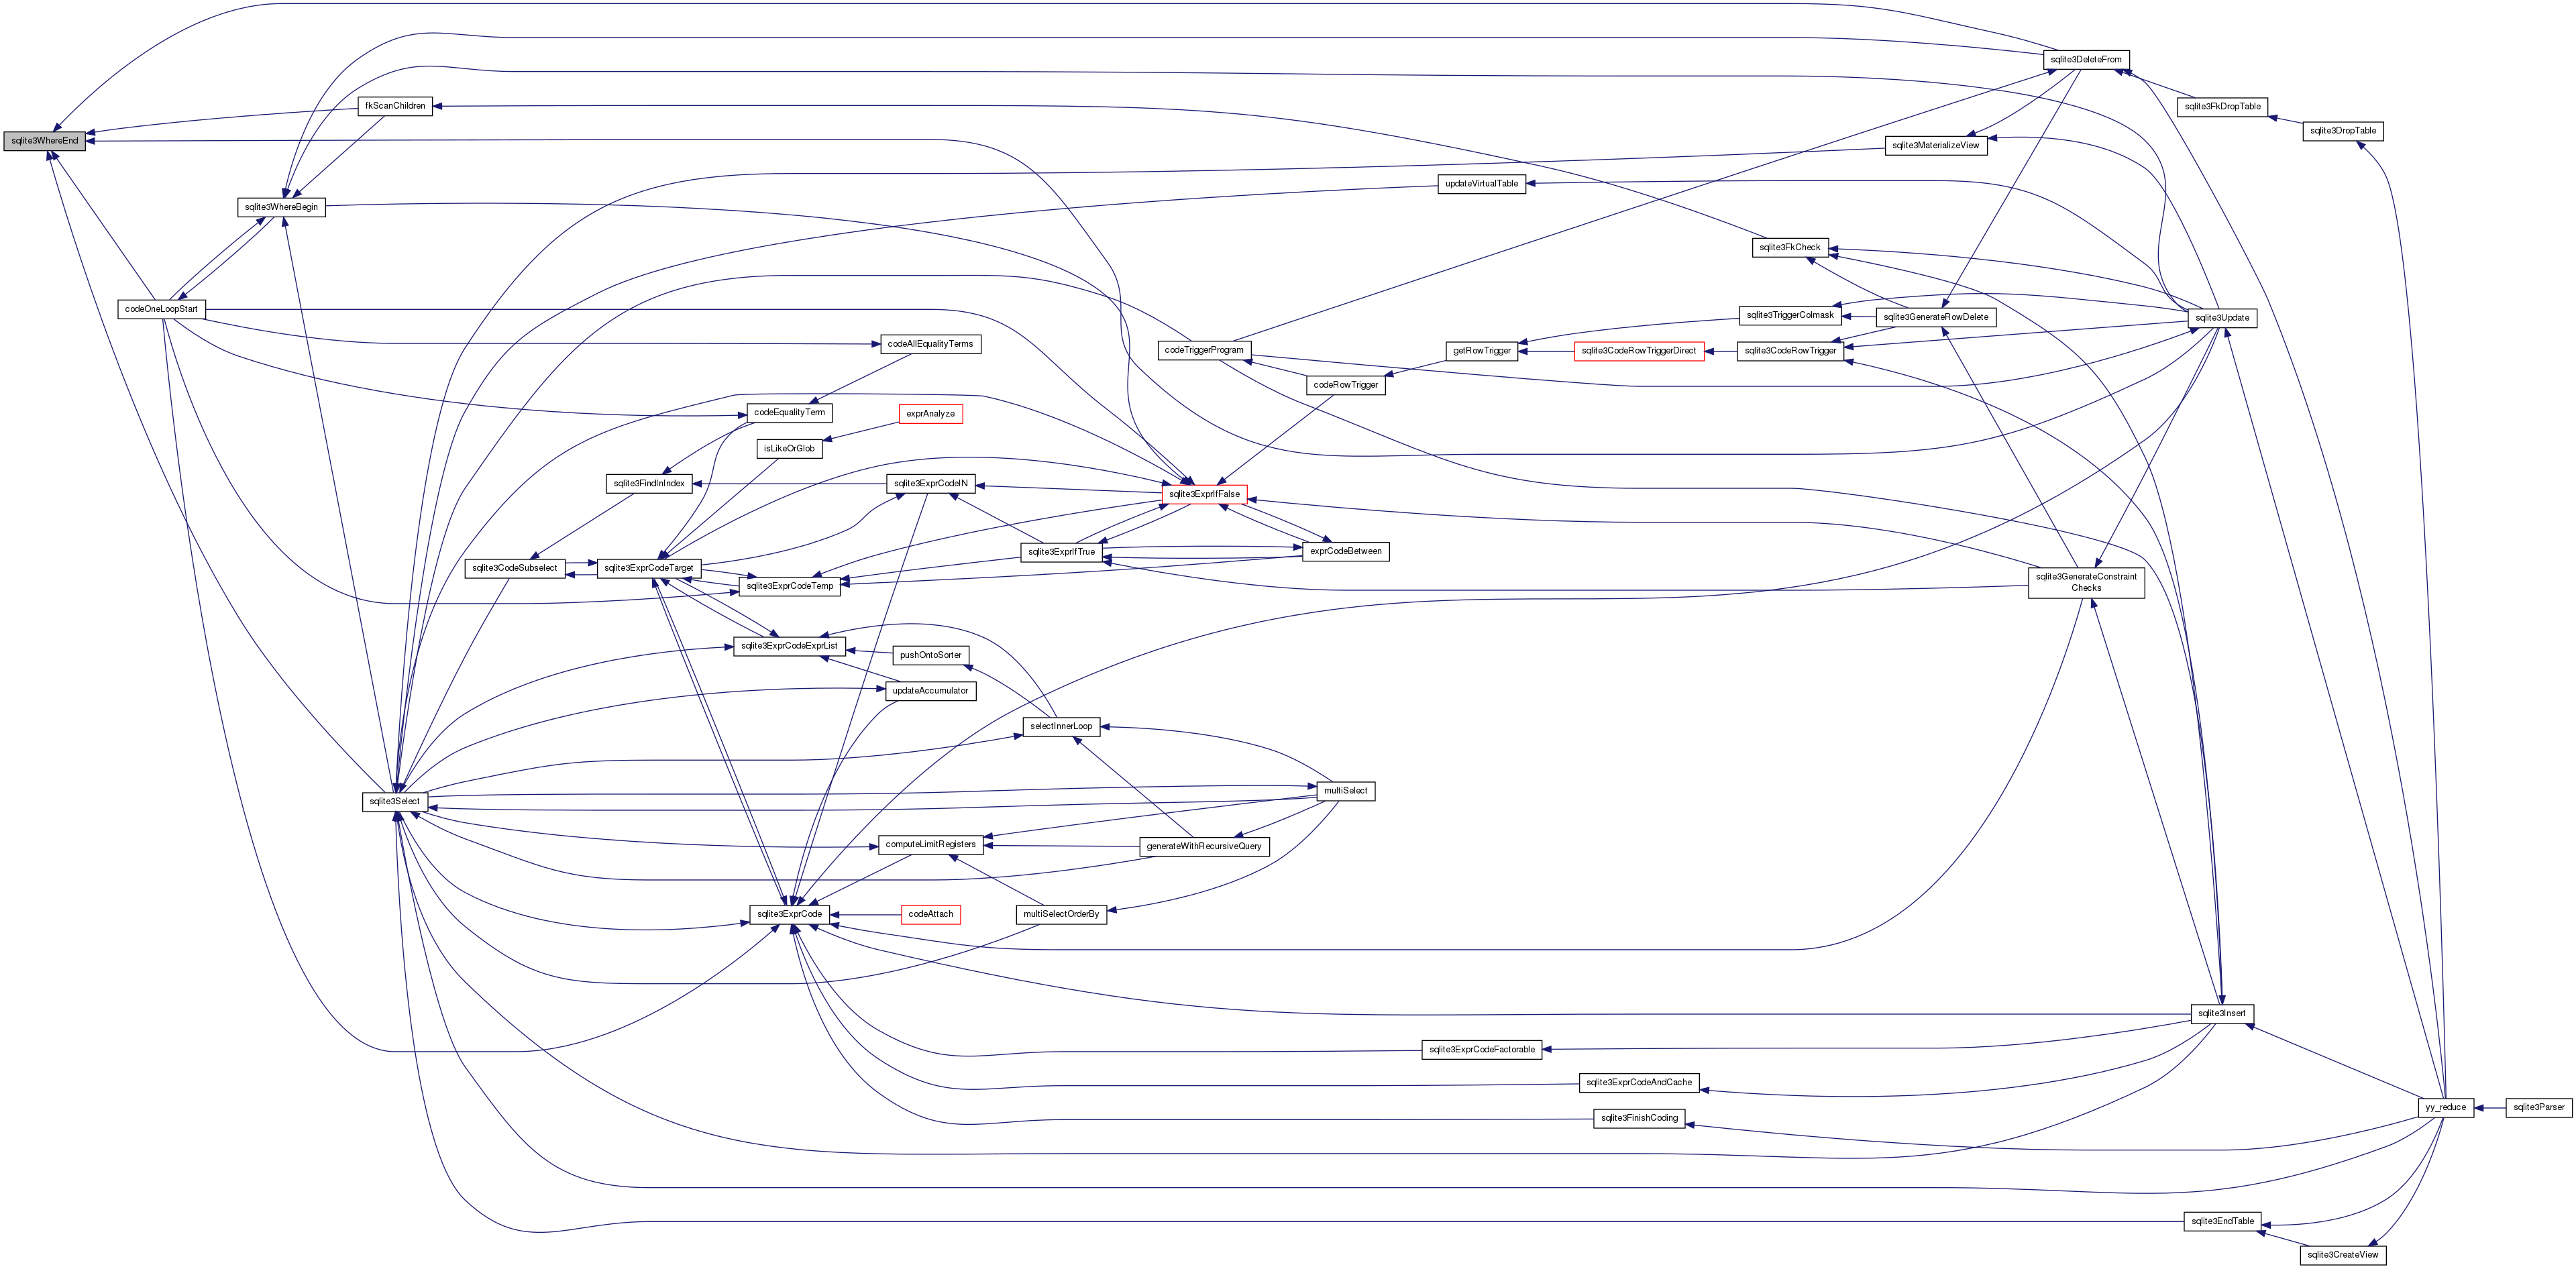 sqlite3DeleteFrom
fkScanChildren
sqlite3FkDropTable
sqlite3DropTable
sqlite3WhereEnd
sqlite3MaterializeView
updateVirtualTable
sqlite3WhereBegin
sqlite3FkCheck
codeOneLoopStart
sqlite3TriggerColmask
sqlite3GenerateRowDelete
sqlite3Update
codeAllEqualityTerms
codeTriggerProgram
getRowTrigger
sqlite3CodeRowTriggerDirect
sqlite3CodeRowTrigger
codeRowTrigger
codeEqualityTerm
exprAnalyze
isLikeOrGlob
sqlite3FindInIndex
sqlite3ExprCodeIN
sqlite3ExprIfFalse
sqlite3ExprIfTrue
exprCodeBetween
sqlite3CodeSubselect
sqlite3ExprCodeTarget
sqlite3ExprCodeTemp
sqlite3GenerateConstraint
Checks
sqlite3ExprCodeExprList
pushOntoSorter
updateAccumulator
selectInnerLoop
sqlite3Select
multiSelect
computeLimitRegisters
generateWithRecursiveQuery
sqlite3ExprCode
codeAttach
multiSelectOrderBy
sqlite3Insert
sqlite3ExprCodeFactorable
sqlite3ExprCodeAndCache
sqlite3FinishCoding
yy_reduce
sqlite3Parser
sqlite3EndTable
sqlite3CreateView